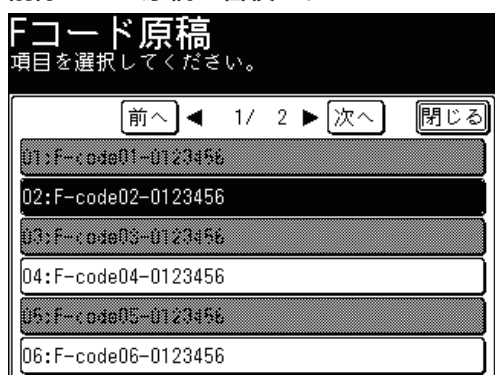 Fコード原稿
項目を選択してください。
前へ ◀ 1/ 2 ▶ 次へ 閉じる
01:F-code01-0123456
02:F-code02-0123456
03:F-code03-0123456
04:F-code04-0123456
05:F-code05-0123456
06:F-code06-0123456